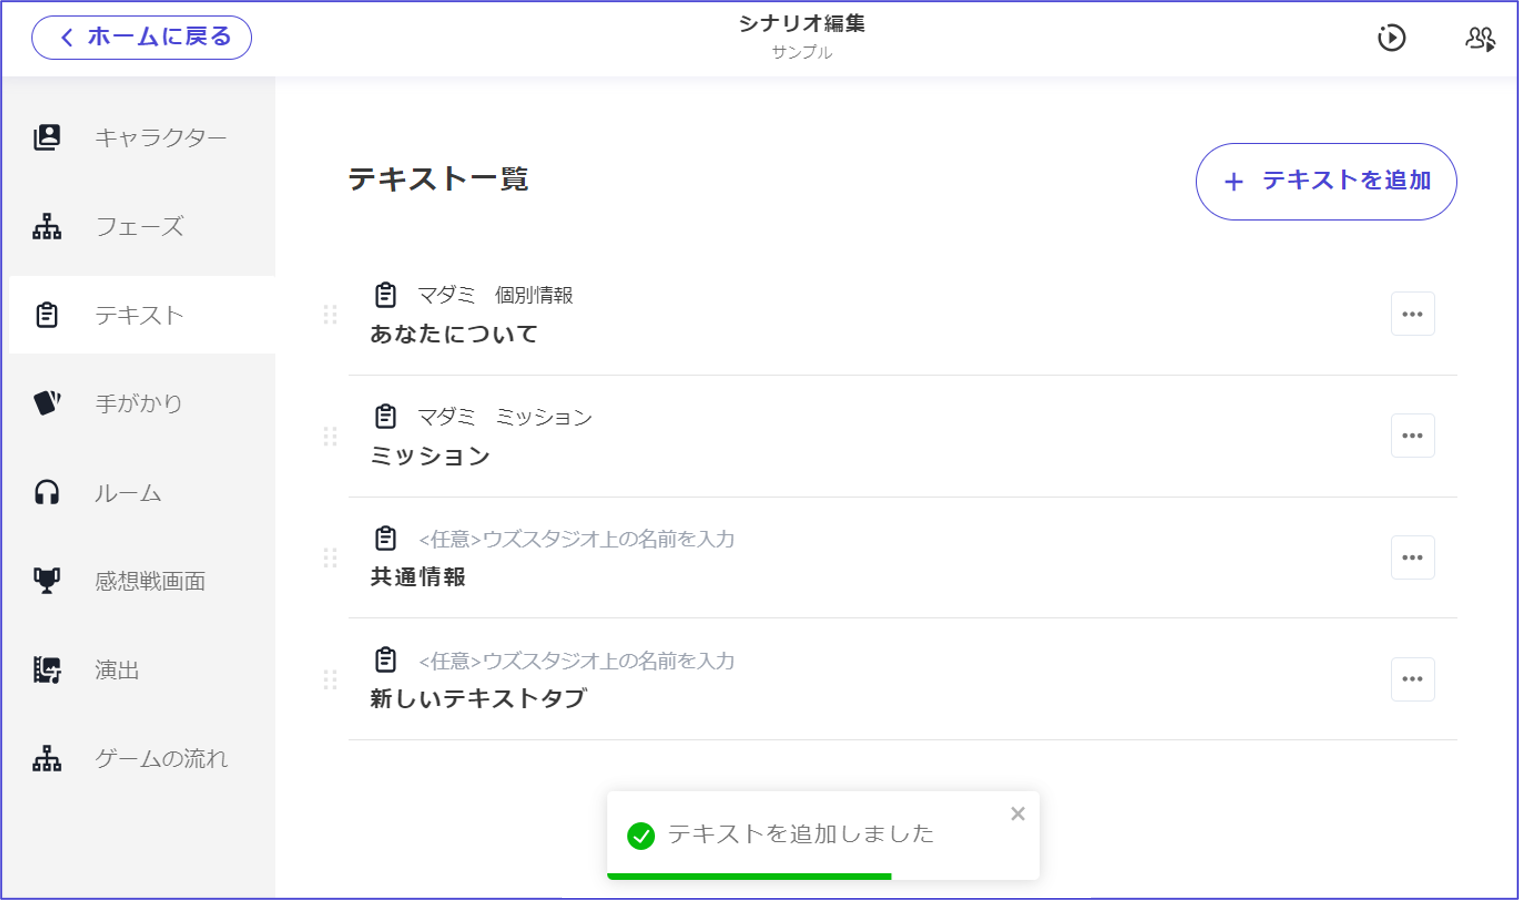 ホームに戻る
シナリオ編集
サンプル
キャラクター
フェーズ
テキスト
手がかり
ルーム
感想戦画面
演出
ゲームの流れ
テキスト一覧
+ テキストを追加
マダミ　個別情報
あなたについて
マダミ　ミッション
ミッション
<任意>ウズスタジオ上の名前を入力
共通情報
<任意>ウズスタジオ上の名前を入力
新しいテキストタブ
テキストを追加しました